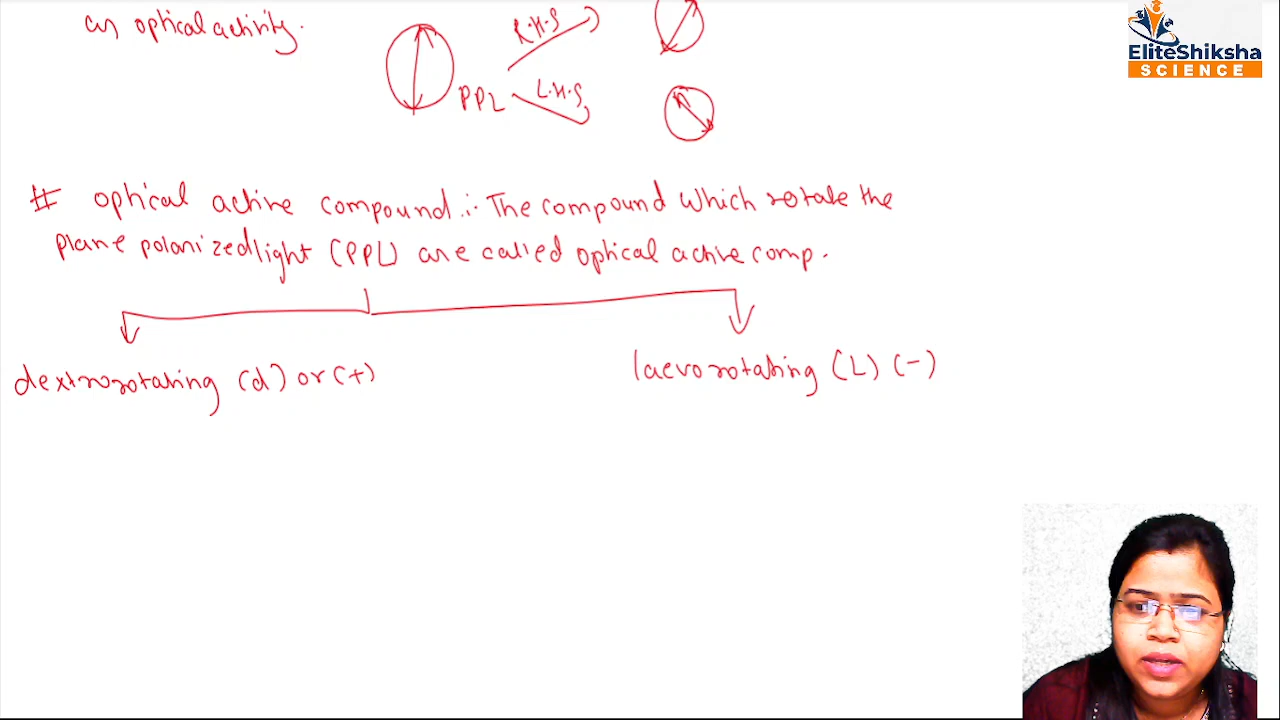 as optical activity.
R.H.S
L.H.S
PPL
EliteShiksha
SCIENCE
# optical active compound :- The compound which rotate the
plane polarized light (PPL) are called optical active comp.
dextrorotating (d) or (+)
laevorotating (L) (-)